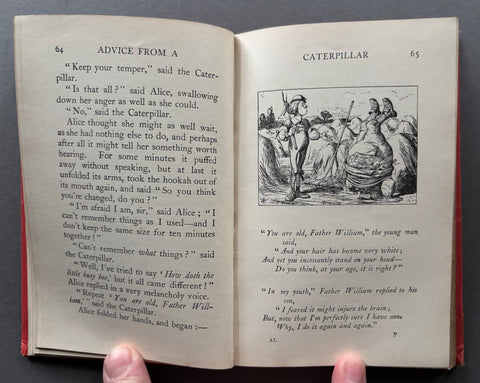 64 ADVICE FROM A
"Keep your temper," said the Cater-
pillar.
"Is that all?" said Alice, swallowing
down her anger as well as she could.
"No," said the Caterpillar.
Alice thought she might as well wait,
as she had nothing else to do, and perhaps
after all it might tell her something worth
hearing. For some minutes it puffed
away without speaking, but at last it
unfolded its arms, took the hookah out of
its mouth again, and said "So you think
you're changed, do you?"
"I'm afraid I am, sir," said Alice; "I
can't remember things as I used—and I
don't keep the same size for ten minutes
together!"
"Can't remember what things?" said
the Caterpillar.
"Well, I've tried to say 'How doth the
little busy bee,' but it all came different!"
Alice replied in a very melancholy voice.
"Repeat 'You are old, Father Will-
iam,'" said the Caterpillar.
Alice folded her hands, and began:—
CATERPILLAR 65
"You are old, Father William," the young man
said,
"And your hair has become very white;
And yet you incessantly stand on your head—
Do you think, at your age, it is right?"
"In my youth," Father William replied to his
son,
"I feared it might injure the brain;
But, now that I'm perfectly sure I have none
Why, I do it again and again."
AL. F